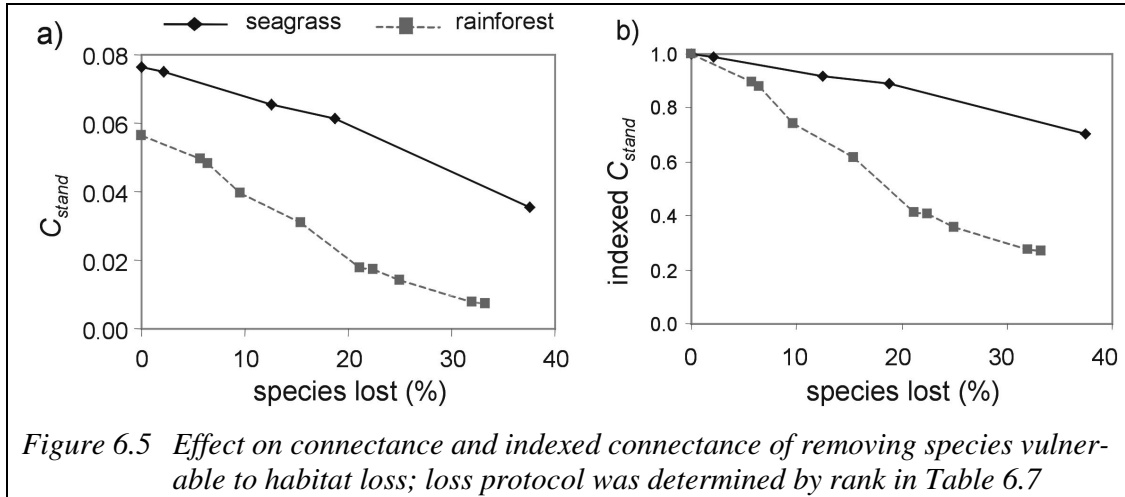 seagrass rainforest
a)
0.08
0.06
0.04
0.02
0.00
C_stand
0 10 20 30 40
species lost (%)
b)
1.0
0.8
0.6
0.4
0.2
0.0
indexed C_stand
0 10 20 30 40
species lost (%)
Figure 6.5 Effect on connectance and indexed connectance of removing species vulner-
able to habitat loss; loss protocol was determined by rank in Table 6.7